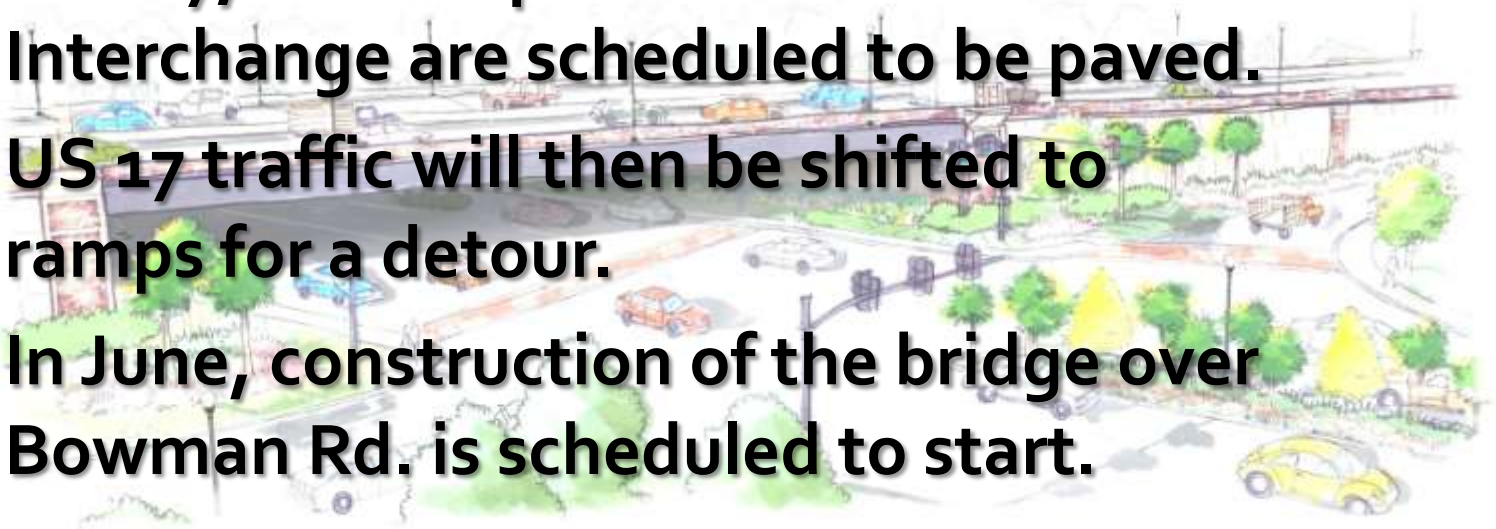 Interchange are scheduled to be paved.
US 17 traffic will then be shifted to
ramps for a detour.
In June, construction of the bridge over
Bowman Rd. is scheduled to start.